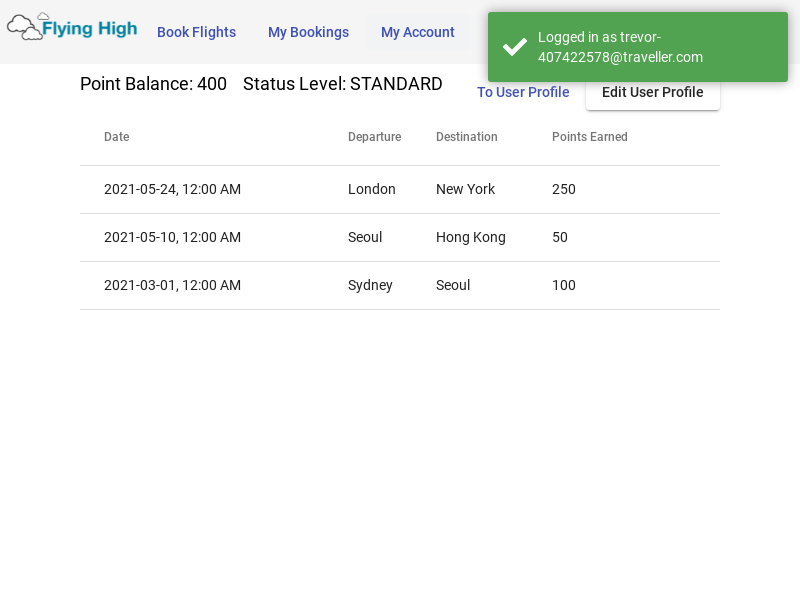 Flying High
Book Flights
My Bookings
My Account
Logged in as trevor-
407422578@traveller.com
Point Balance: 400
Status Level: STANDARD
To User Profile
Edit User Profile
Date Departure Destination Points Earned
2021-05-24, 12:00 AM London New York 250
2021-05-10, 12:00 AM Seoul Hong Kong 50
2021-03-01, 12:00 AM Sydney Seoul 100